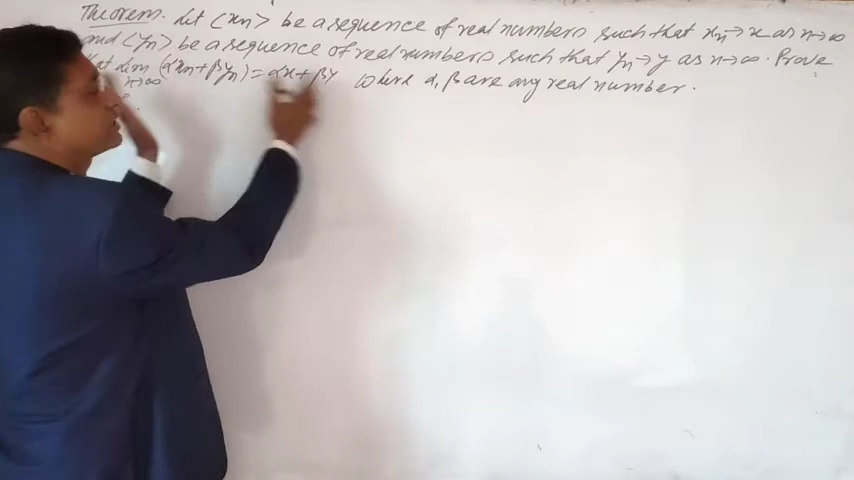 Theorem. Let <xn> be a sequence of real numbers such that xn→x as n→∞
and <yn> be a sequence of real numbers such that yn→y as n→∞. Prove
that lim (αxn+βyn) = αx+βy where α, β are any real number.
n→∞